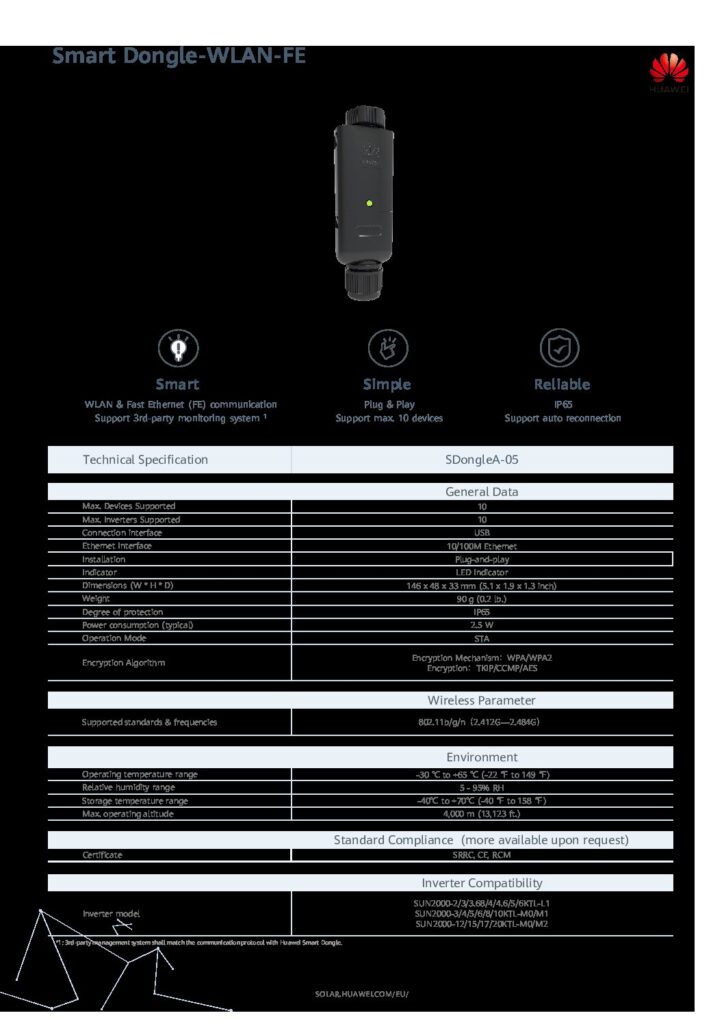 Smart Dongle-WLAN-FE
HUAWEI
Smart
Simple
Reliable
WLAN & Fast Ethernet (FE) communication
Support 3rd-party monitoring system ¹
Plug & Play
Support max. 10 devices
IP65
Support auto reconnection
Technical Specification SDongleA-05
General Data
Max. Devices Supported 10
Max. Inverters Supported 10
Connection Interface USB
Ethernet Interface 10/100M Ethernet
Installation Plug-and-play
Indicator LED Indicator
Dimensions (W * H * D) 146 x 48 x 33 mm (5.1 x 1.9 x 1.3 inch)
Weight 90 g (0.2 lb.)
Degree of protection IP65
Power consumption (typical) 2.5 W
Operation Mode STA
Encryption Algorithm
Encryption Mechanism: WPA/WPA2
Encryption: TKIP/CCMP/AES
Wireless Parameter
Supported standards & frequencies 802.11b/g/n (2.412G—2.484G)
Environment
Operating temperature range -30 ℃ to +65 ℃ (-22 ℉ to 149 ℉)
Relative humidity range 5 - 95% RH
Storage temperature range -40℃ to +70℃ (-40 ℉ to 158 ℉)
Max. operating altitude 4,000 m (13,123 ft.)
Standard Compliance (more available upon request)
Certificate SRRC, CE, RCM
Inverter Compatibility
Inverter model
SUN2000-2/3/3.68/4/4.6/5/6KTL-L1
SUN2000-3/4/5/6/8/10KTL-M0/M1
SUN2000-12/15/17/20KTL-M0/M2
*1 : 3rd-party management system shall match the communication protocol with Huawei Smart Dongle.
SOLAR.HUAWEI.COM/EU/